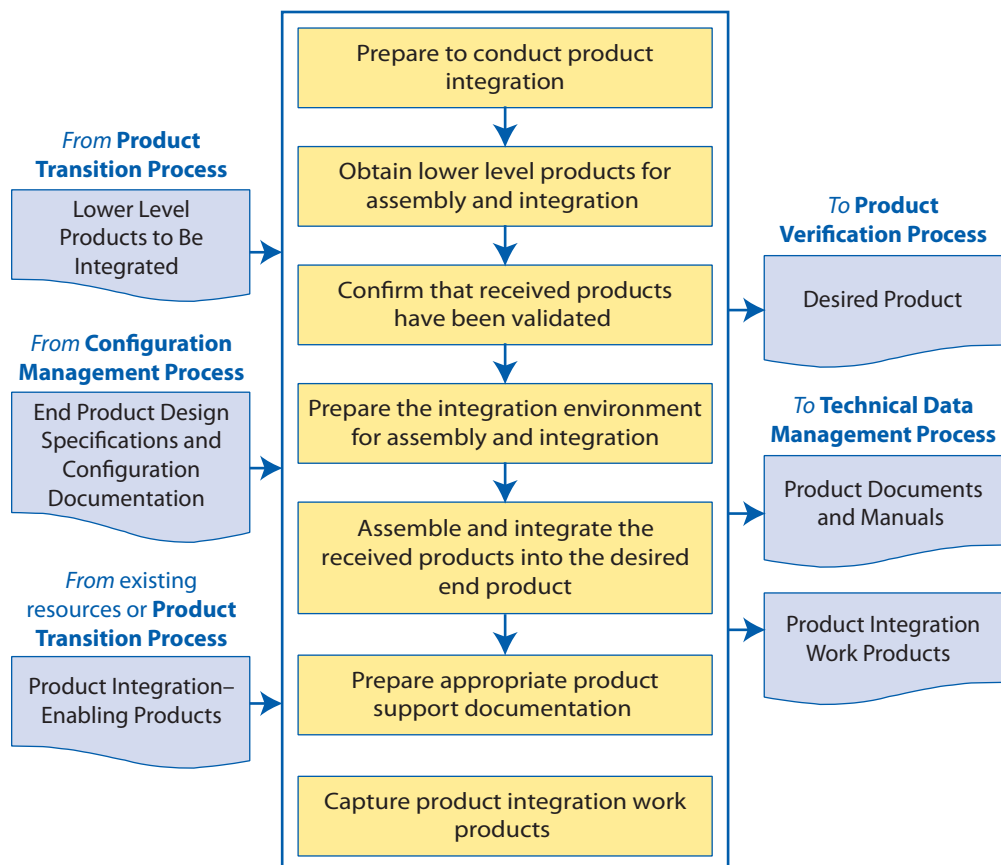 From Product
Transition Process
Lower Level
Products to Be
Integrated
From Configuration
Management Process
End Product Design
Specifications and
Configuration
Documentation
From existing
resources or Product
Transition Process
Product Integration–
Enabling Products
Prepare to conduct product
integration
Obtain lower level products for
assembly and integration
Confirm that received products
have been validated
Prepare the integration environment
for assembly and integration
Assemble and integrate the
received products into the desired
end product
Prepare appropriate product
support documentation
Capture product integration work
products
To Product
Verification Process
Desired Product
To Technical Data
Management Process
Product Documents
and Manuals
Product Integration
Work Products